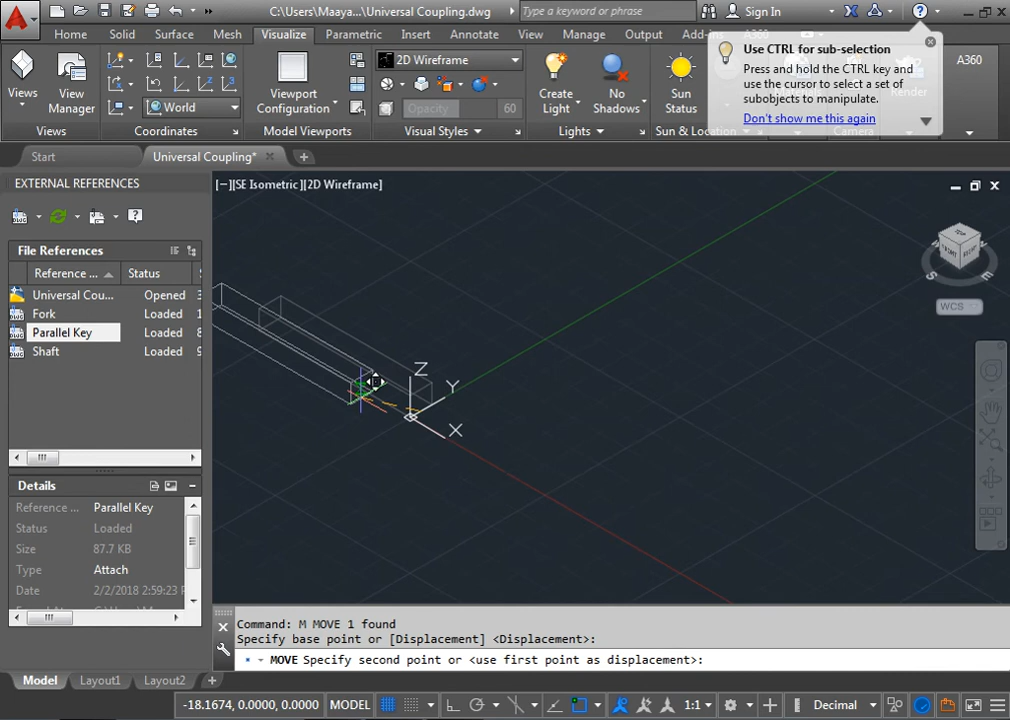 C:\Users\Maaya...\Universal Coupling.dwg
Type a keyword or phrase
Sign In
Home
Solid
Surface
Mesh
Visualize
Parametric
Insert
Annotate
View
Manage
Output
Add-ins
A360
Views
View
Manager
World
Viewport
Configuration
2D Wireframe
Opacity
60
Create
Light
No
Shadows
Sun
Status
A360
Views
Coordinates
Model Viewports
Visual Styles
Lights
Sun & Location
Camera
Use CTRL for sub-selection
Press and hold the CTRL key and
use the cursor to select a set of
subobjects to manipulate.
Don't show me this again
Start
Universal Coupling*
EXTERNAL REFERENCES
[−][SE Isometric][2D Wireframe]
File References
Reference ...
Status
S
Universal Cou...
Opened
3
Fork
Loaded
1
Parallel Key
Loaded
8
Shaft
Loaded
9
TOP
FRONT
RIGHT
S
E
WCS
Z
Y
X
Details
Reference ...
Parallel Key
Status
Loaded
Size
87.7 KB
Type
Attach
Date
2/2/2018 2:59:23 P
Command: M MOVE 1 found
Specify base point or [Displacement] <Displacement>:
MOVE Specify second point or <use first point as displacement>:
Model
Layout1
Layout2
-18.1674, 0.0000, 0.0000
MODEL
1:1
Decimal